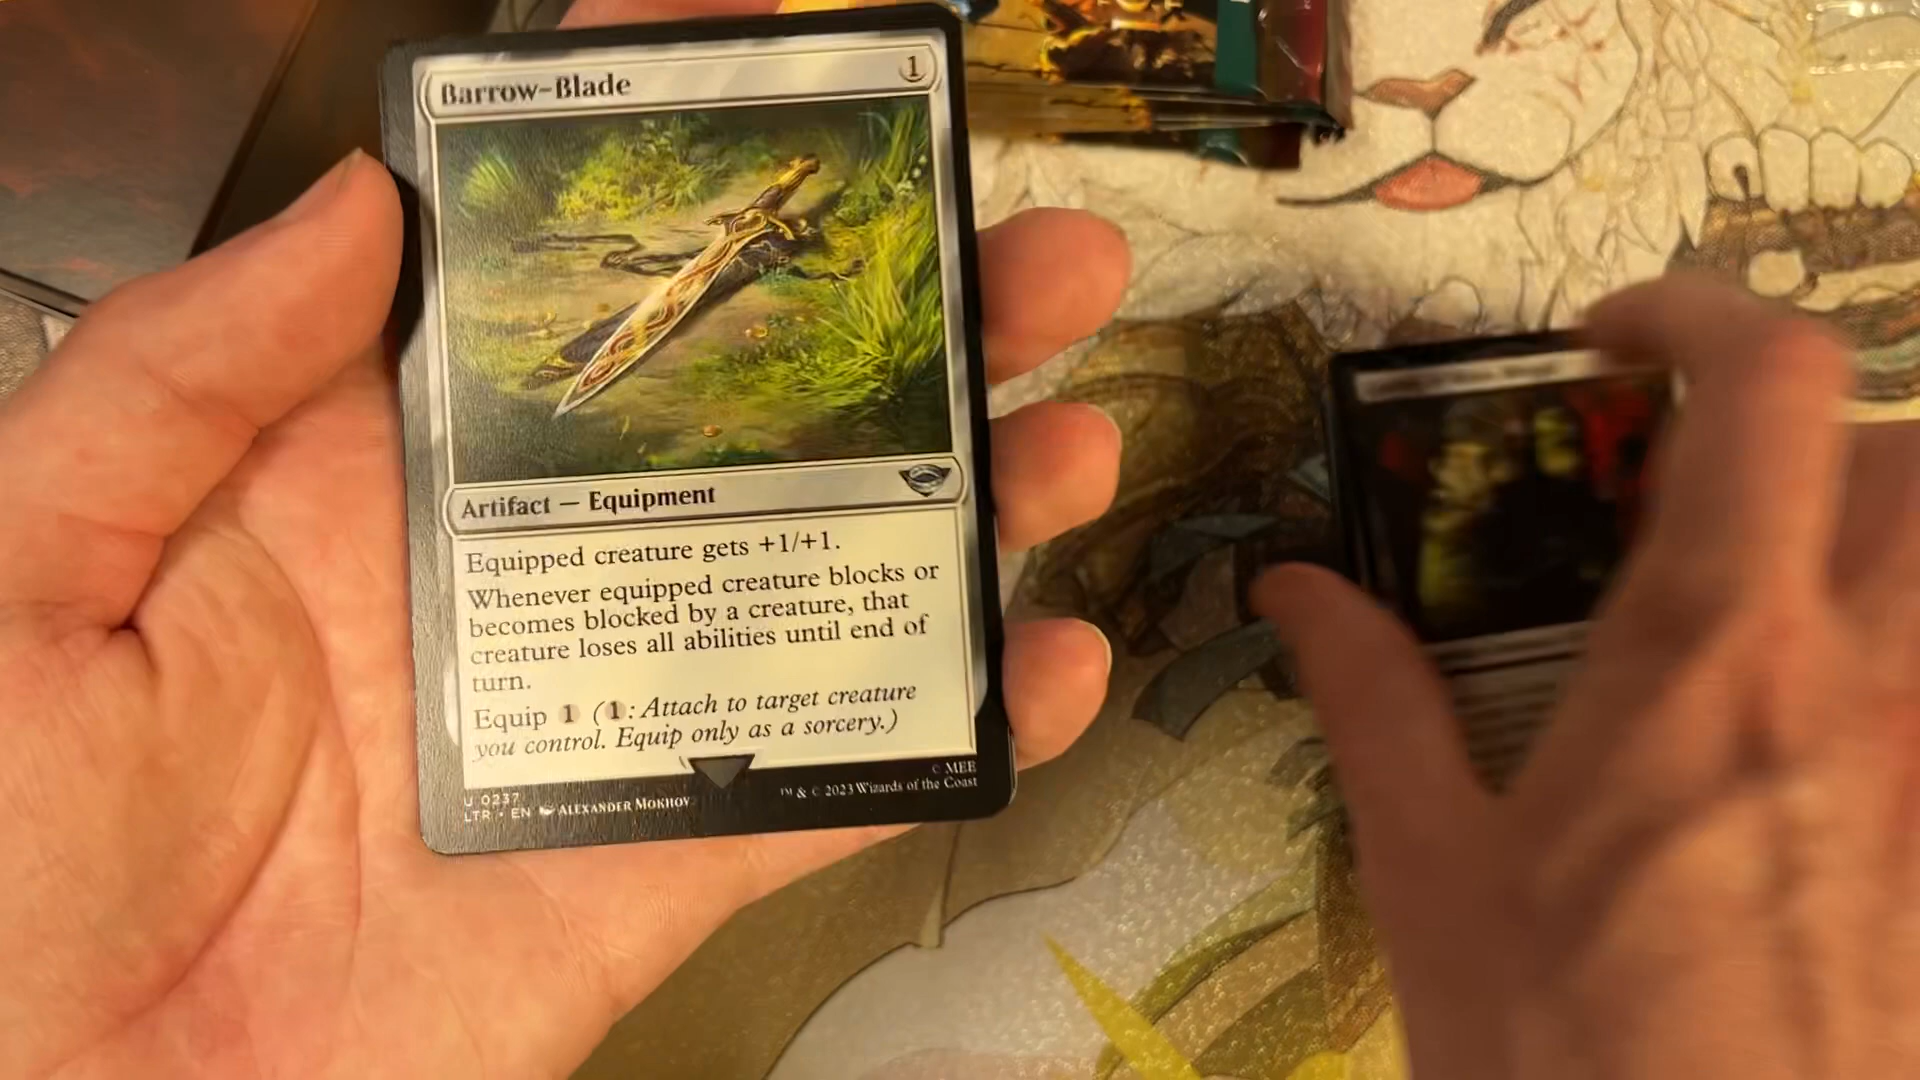 Barrow-Blade 1
Artifact — Equipment
Equipped creature gets +1/+1.
Whenever equipped creature blocks or
becomes blocked by a creature, that
creature loses all abilities until end of
turn.
Equip 1 (1: Attach to target creature
you control. Equip only as a sorcery.)
U 0237
LTR • EN ALEXANDER MOKHOV
© MEE
™ & © 2023 Wizards of the Coast